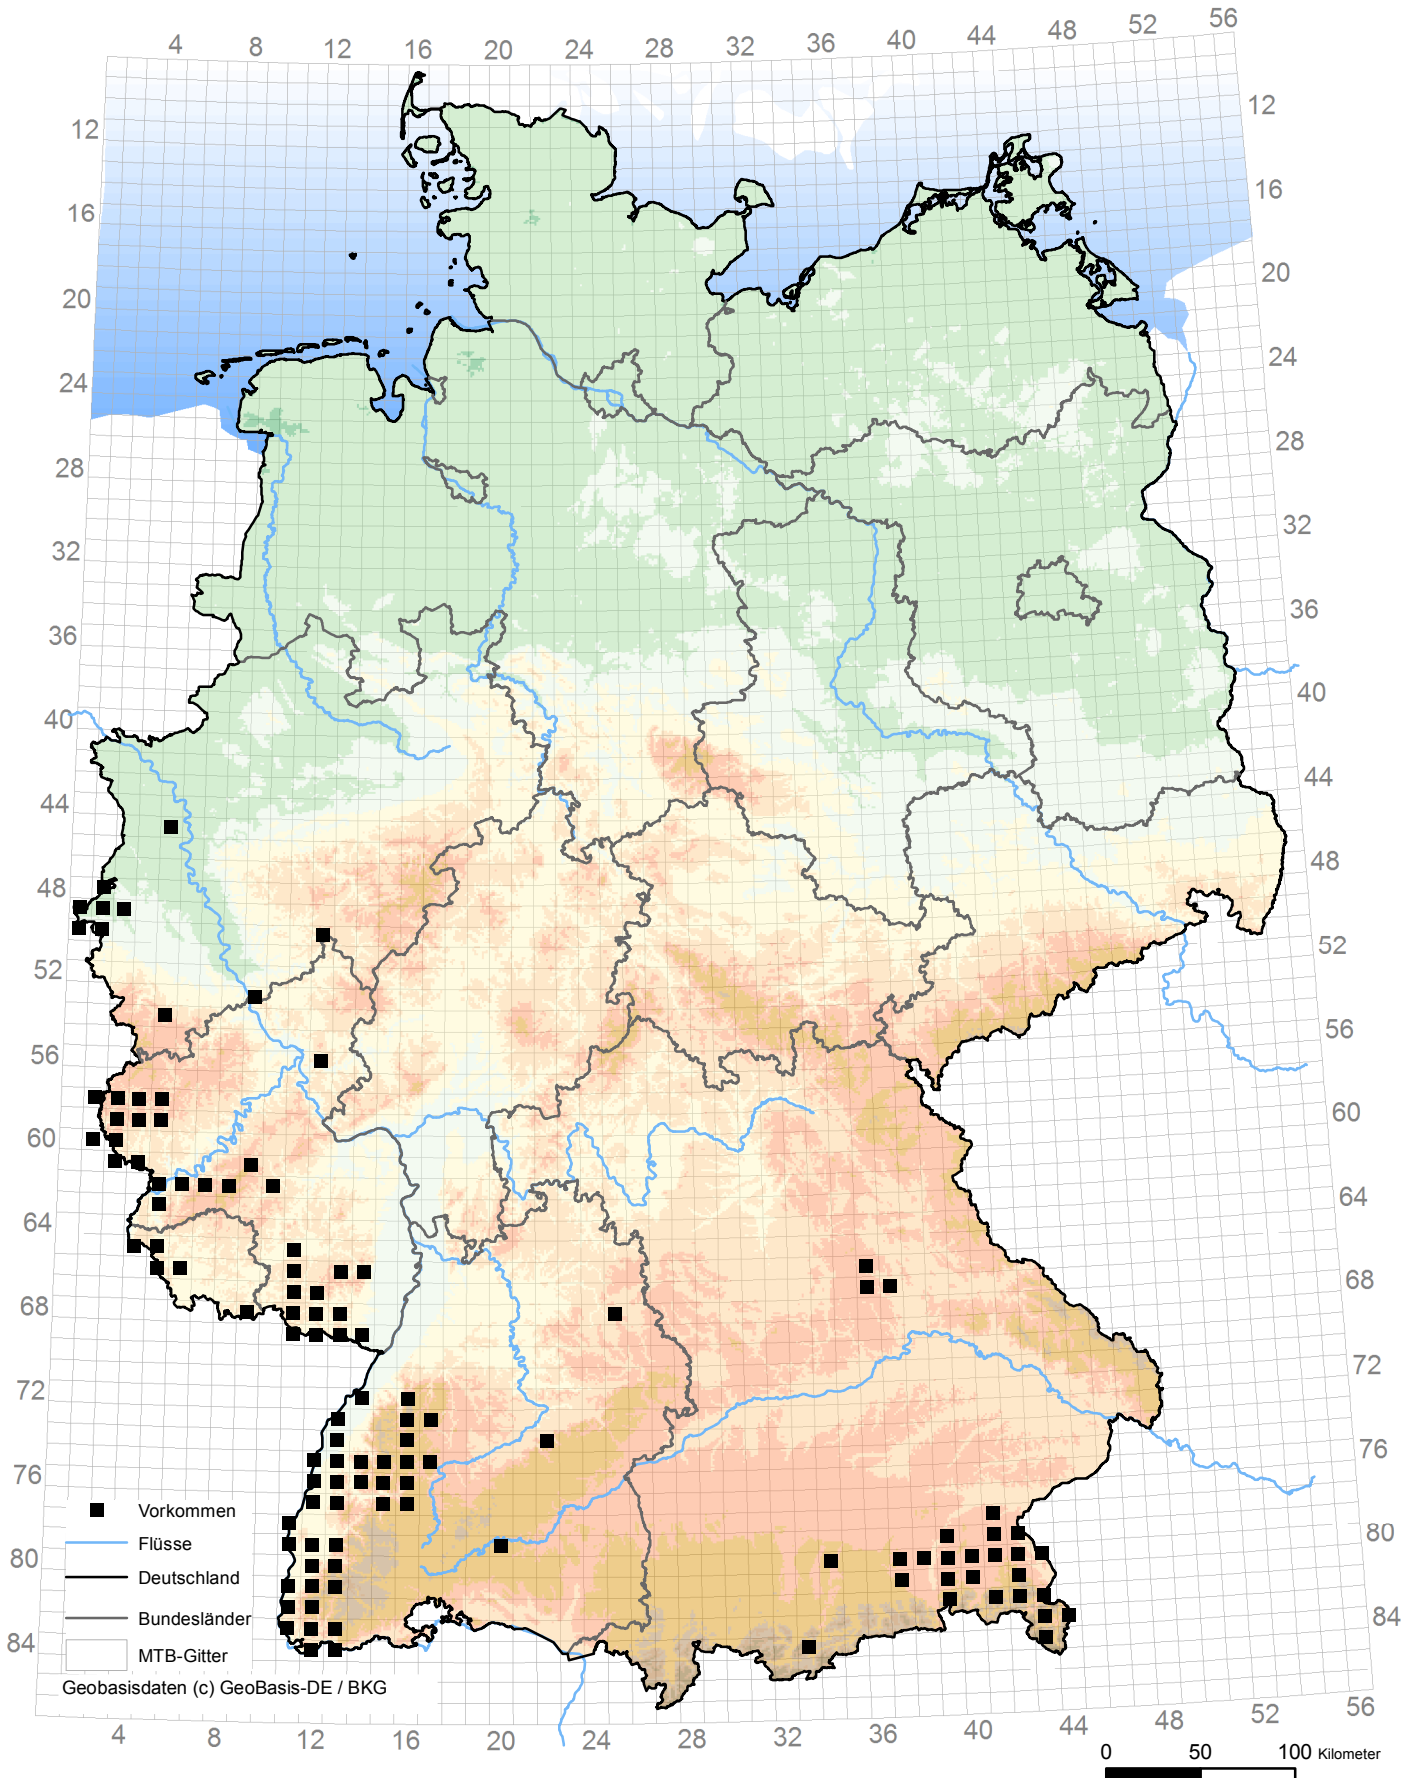 4 8 12 16 20 24 28 32 36 40 44 48 52 56
12 12
16 16
20 20
24 24
28 28
32 32
36 36
40 40
44 44
48 48
52 52
56 56
60 60
64 64
68 68
72 72
76 76
80 80
84 84
Vorkommen
Flüsse
Deutschland
Bundesländer
MTB-Gitter
Geobasisdaten (c) GeoBasis-DE / BKG
4 8 12 16 20 24 28 32 36 40 44 48 52 56
0 50 100 Kilometer